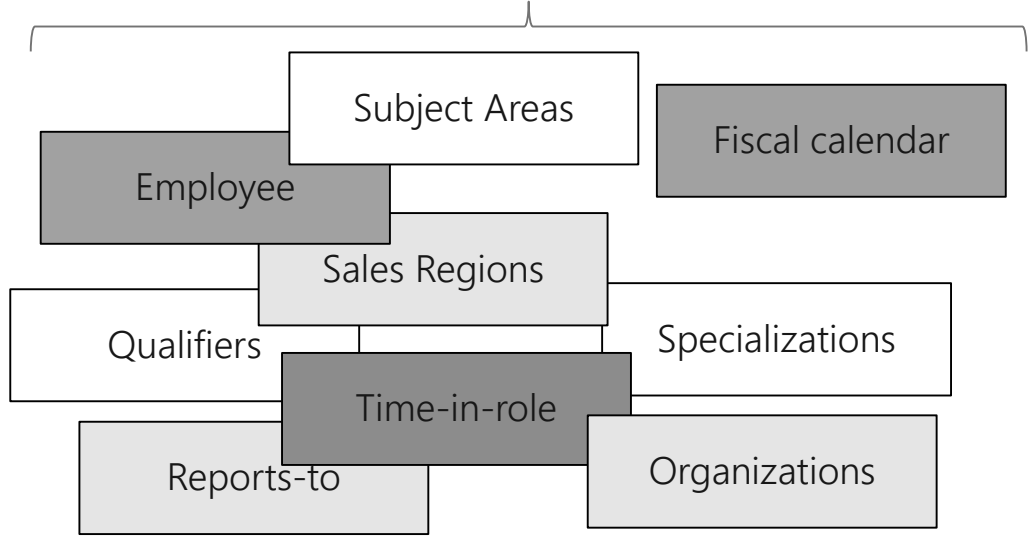 Subject Areas
Fiscal calendar
Employee
Sales Regions
Qualifiers
Specializations
Time-in-role
Reports-to
Organizations